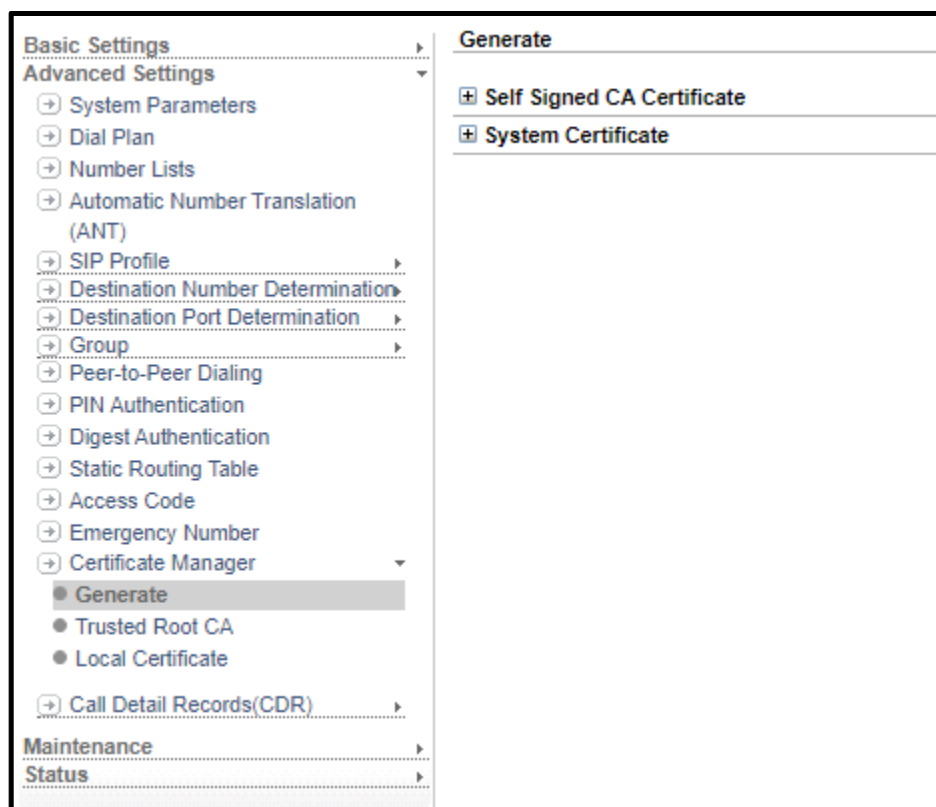 Basic Settings
Advanced Settings
System Parameters
Dial Plan
Number Lists
Automatic Number Translation
(ANT)
SIP Profile
Destination Number Determination
Destination Port Determination
Group
Peer-to-Peer Dialing
PIN Authentication
Digest Authentication
Static Routing Table
Access Code
Emergency Number
Certificate Manager
Generate
Trusted Root CA
Local Certificate
Call Detail Records(CDR)
Maintenance
Status
Generate
Self Signed CA Certificate
System Certificate